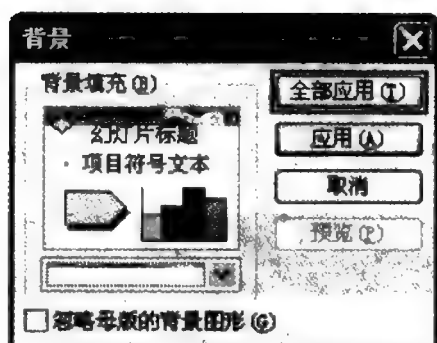 背景
背景填充(B)
全部应用(T)
幻灯片标题
应用(A)
· 项目符号文本
取消
预览(P)
忽略母版的背景图形(G)